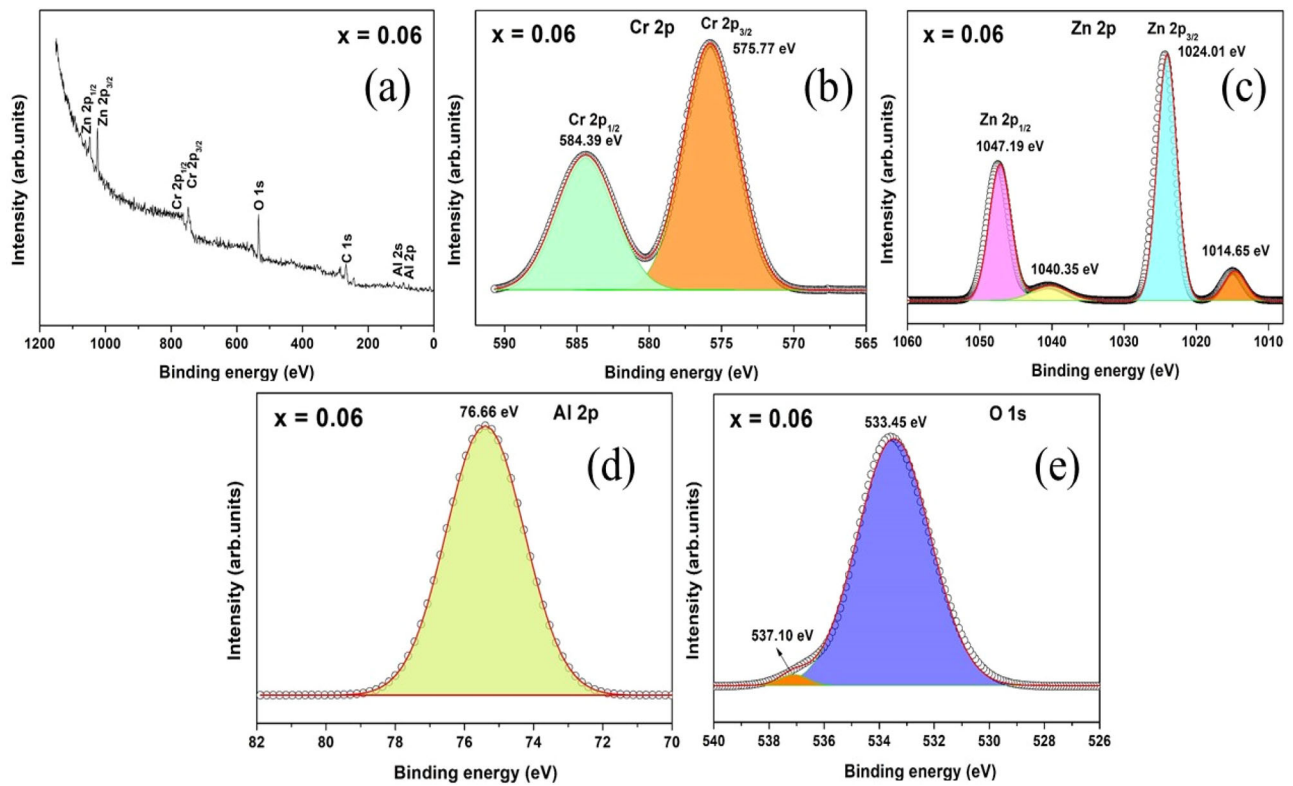 x = 0.06
(a)
Zn 2p1/2
Zn 2p3/2
Cr 2p1/2
Cr 2p3/2
O 1s
C 1s
Al 2s
Al 2p
Intensity (arb.units)
1200 1000 800 600 400 200 0
Binding energy (eV)
x = 0.06
Cr 2p
Cr 2p3/2
575.77 eV
(b)
Cr 2p1/2
584.39 eV
Intensity (arb.units)
590 585 580 575 570 565
Binding energy (eV)
x = 0.06
Zn 2p
Zn 2p3/2
1024.01 eV
(c)
Zn 2p1/2
1047.19 eV
1040.35 eV
1014.65 eV
Intensity (arb.units)
1060 1050 1040 1030 1020 1010
Binding energy (eV)
x = 0.06
76.66 eV
Al 2p
(d)
Intensity (arb.units)
82 80 78 76 74 72 70
Binding energy (eV)
x = 0.06
533.45 eV
O 1s
(e)
537.10 eV
Intensity (arb.units)
540 538 536 534 532 530 528 526
Binding energy (eV)